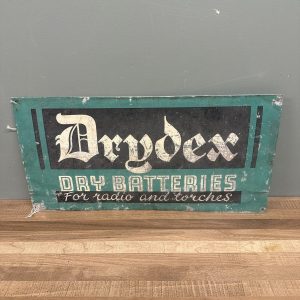 Drydex
DRY BATTERIES
For radio and torches